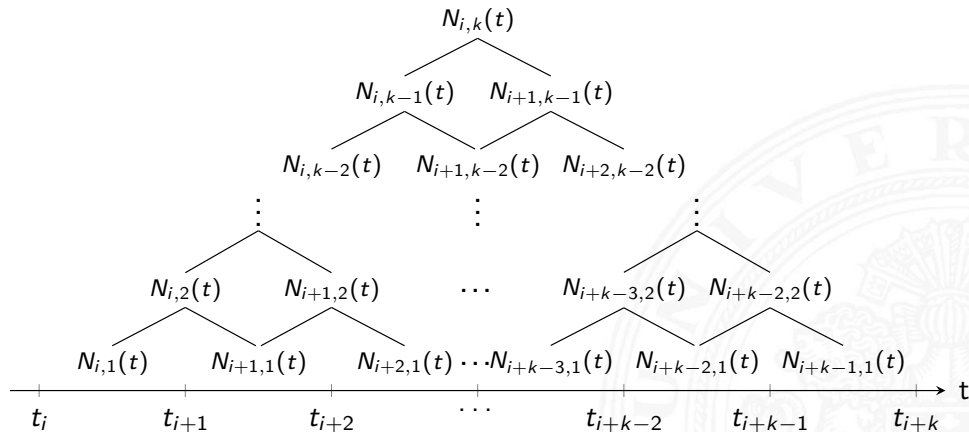 N_{i,k}(t)
N_{i,k−1}(t) N_{i+1,k−1}(t)
N_{i,k−2}(t) N_{i+1,k−2}(t) N_{i+2,k−2}(t)
⋮ ⋮ ⋮
N_{i,2}(t) N_{i+1,2}(t) ⋯ N_{i+k−3,2}(t) N_{i+k−2,2}(t)
N_{i,1}(t) N_{i+1,1}(t) N_{i+2,1}(t) ⋯ N_{i+k−3,1}(t) N_{i+k−2,1}(t) N_{i+k−1,1}(t)
t
t_i t_{i+1} t_{i+2} ⋯ t_{i+k−2} t_{i+k−1} t_{i+k}
UNIVER